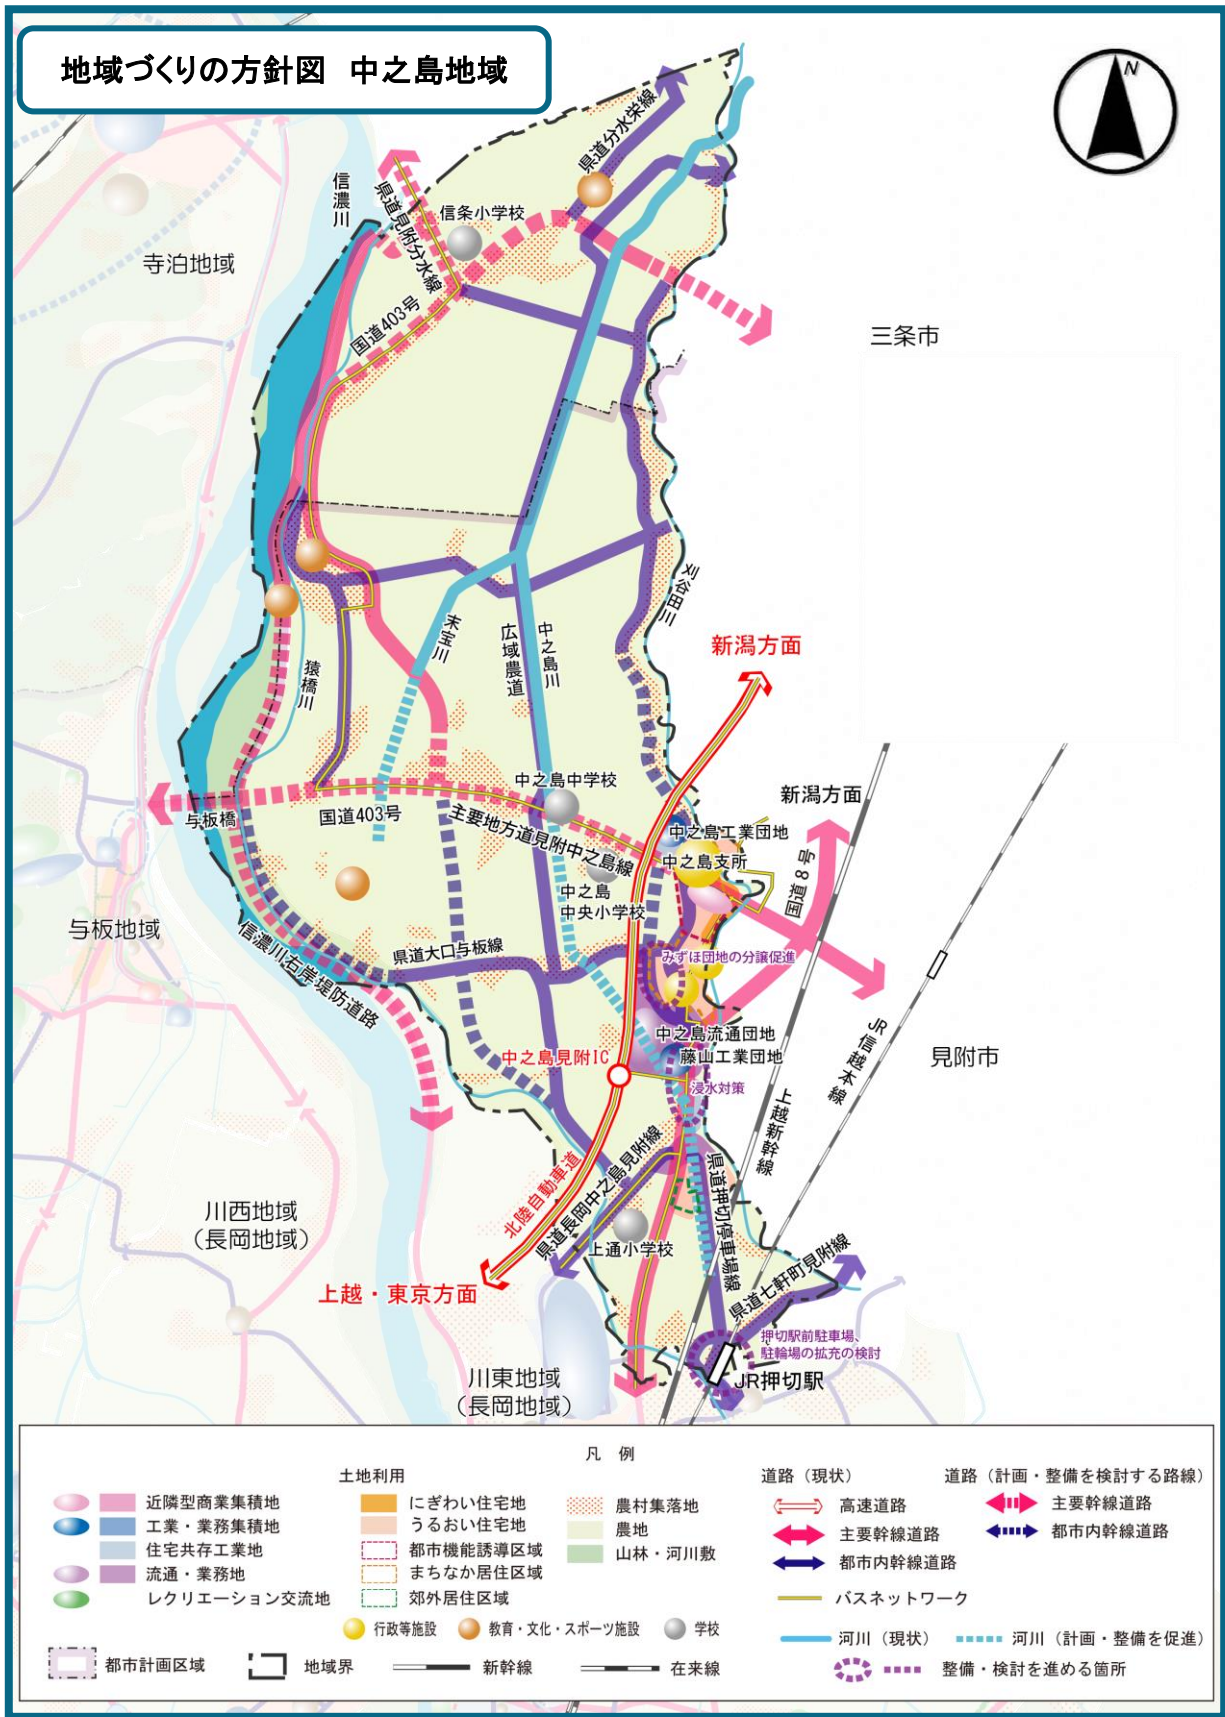 地域づくりの方針図 中之島地域
N
県道分水栄線
信濃川
県道見附分水線
信条小学校
寺泊地域
国道403号
三条市
刈谷田川
末宝川
広域農道
中之島川
猿橋川
新潟方面
中之島中学校
新潟方面
与板橋
国道403号
主要地方道見附中之島線
中之島工業団地
中之島支所
国道8号
中之島
中央小学校
与板地域
県道大口与板線
みずほ団地の分譲促進
信濃川右岸堤防道路
中之島流通団地
JR信越本線
中之島見附IC
藤山工業団地
見附市
浸水対策
上越新幹線
北陸自動車道
県道長岡中之島見附線
県道押切停車場線
川西地域
（長岡地域）
上通小学校
県道七軒町見附線
上越・東京方面
押切駅前駐車場、
駐輪場の拡充の検討
川東地域
（長岡地域）
JR押切駅
凡 例
土地利用
近隣型商業集積地
工業・業務集積地
住宅共存工業地
流通・業務地
レクリエーション交流地
にぎわい住宅地
うるおい住宅地
都市機能誘導区域
まちなか居住区域
郊外居住区域
農村集落地
農地
山林・河川敷
行政等施設
教育・文化・スポーツ施設
学校
都市計画区域
地域界
新幹線
在来線
道路（現状）
高速道路
主要幹線道路
都市内幹線道路
道路（計画・整備を検討する路線）
主要幹線道路
都市内幹線道路
バスネットワーク
河川（現状）
河川（計画・整備を促進）
整備・検討を進める箇所